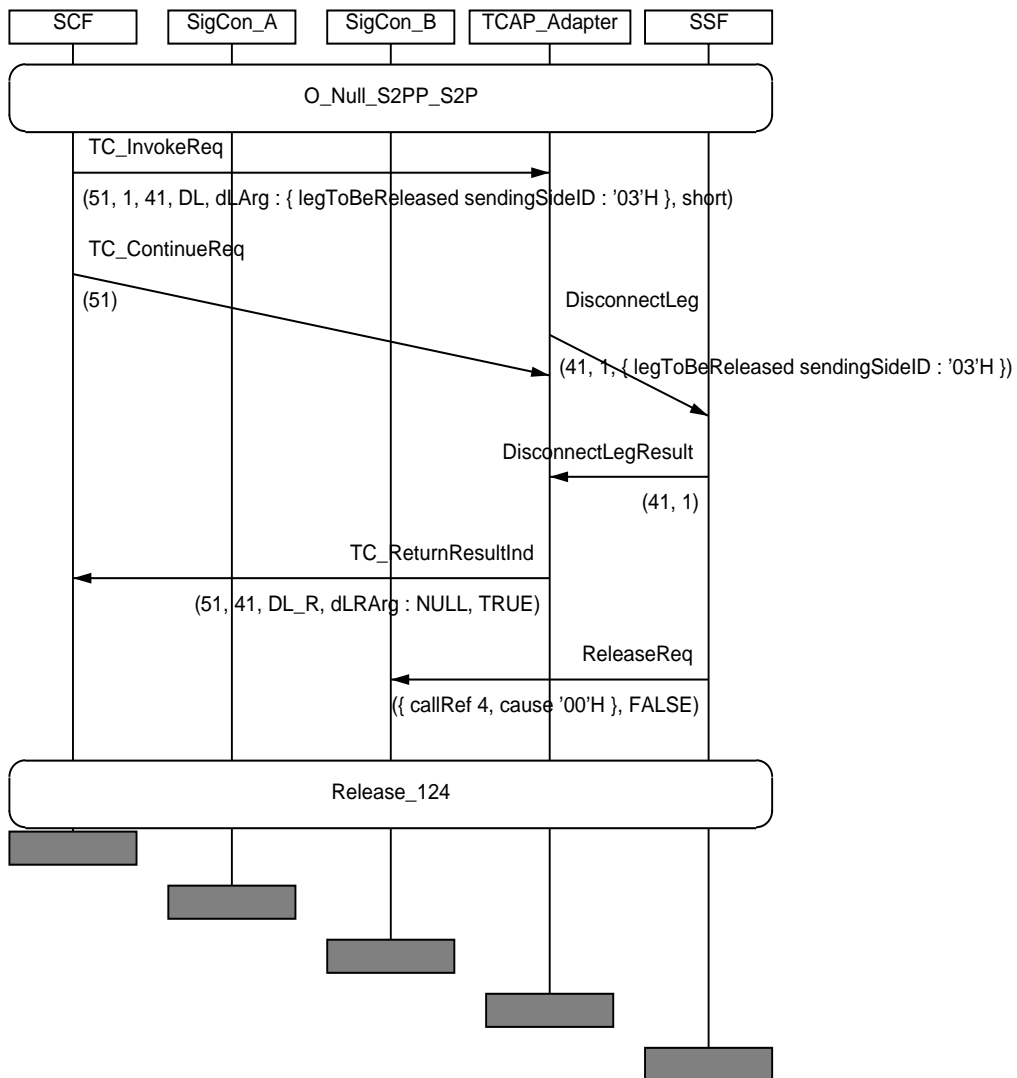 SCF SigCon_A SigCon_B TCAP_Adapter SSF
O_Null_S2PP_S2P
TC_InvokeReq
(51, 1, 41, DL, dLArg : { legToBeReleased sendingSideID : '03'H }, short)
TC_ContinueReq
(51)
DisconnectLeg
(41, 1, { legToBeReleased sendingSideID : '03'H })
DisconnectLegResult
(41, 1)
TC_ReturnResultInd
(51, 41, DL_R, dLRArg : NULL, TRUE)
ReleaseReq
({ callRef 4, cause '00'H }, FALSE)
Release_124